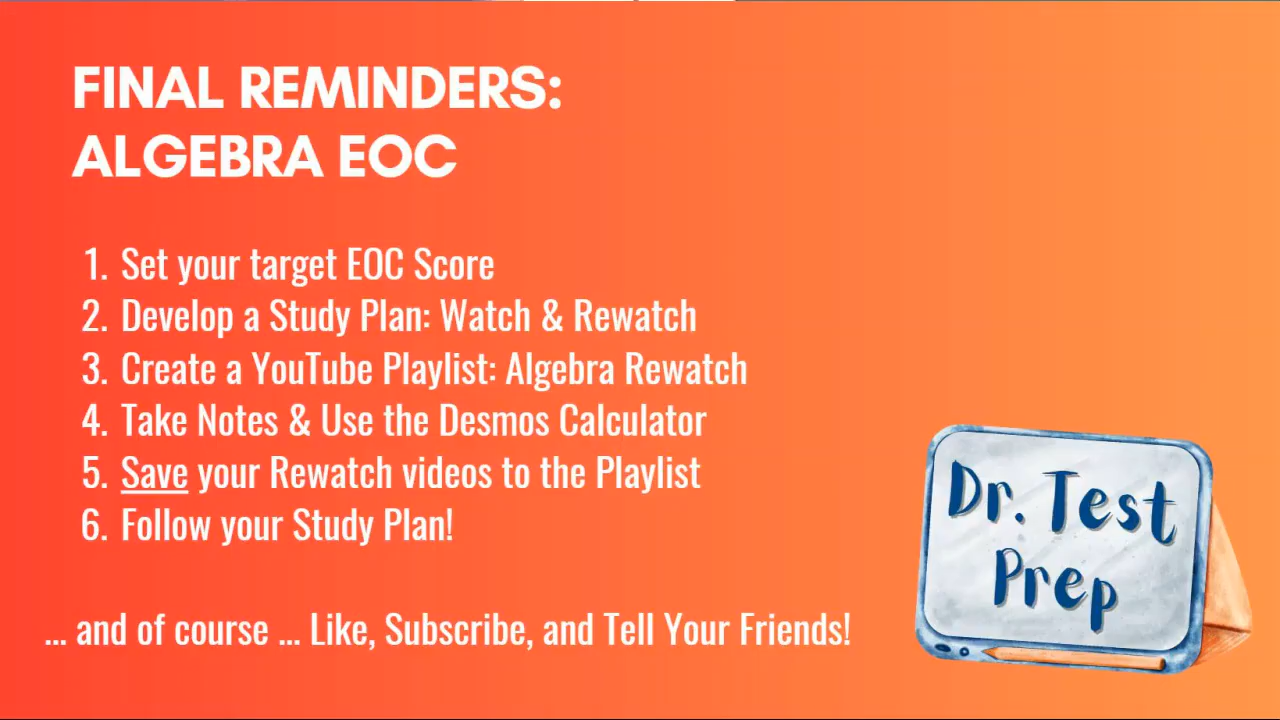 FINAL REMINDERS:
ALGEBRA EOC
1. Set your target EOC Score
2. Develop a Study Plan: Watch & Rewatch
3. Create a YouTube Playlist: Algebra Rewatch
4. Take Notes & Use the Desmos Calculator
5. Save your Rewatch videos to the Playlist
6. Follow your Study Plan!
... and of course ... Like, Subscribe, and Tell Your Friends!
Dr. Test
Prep